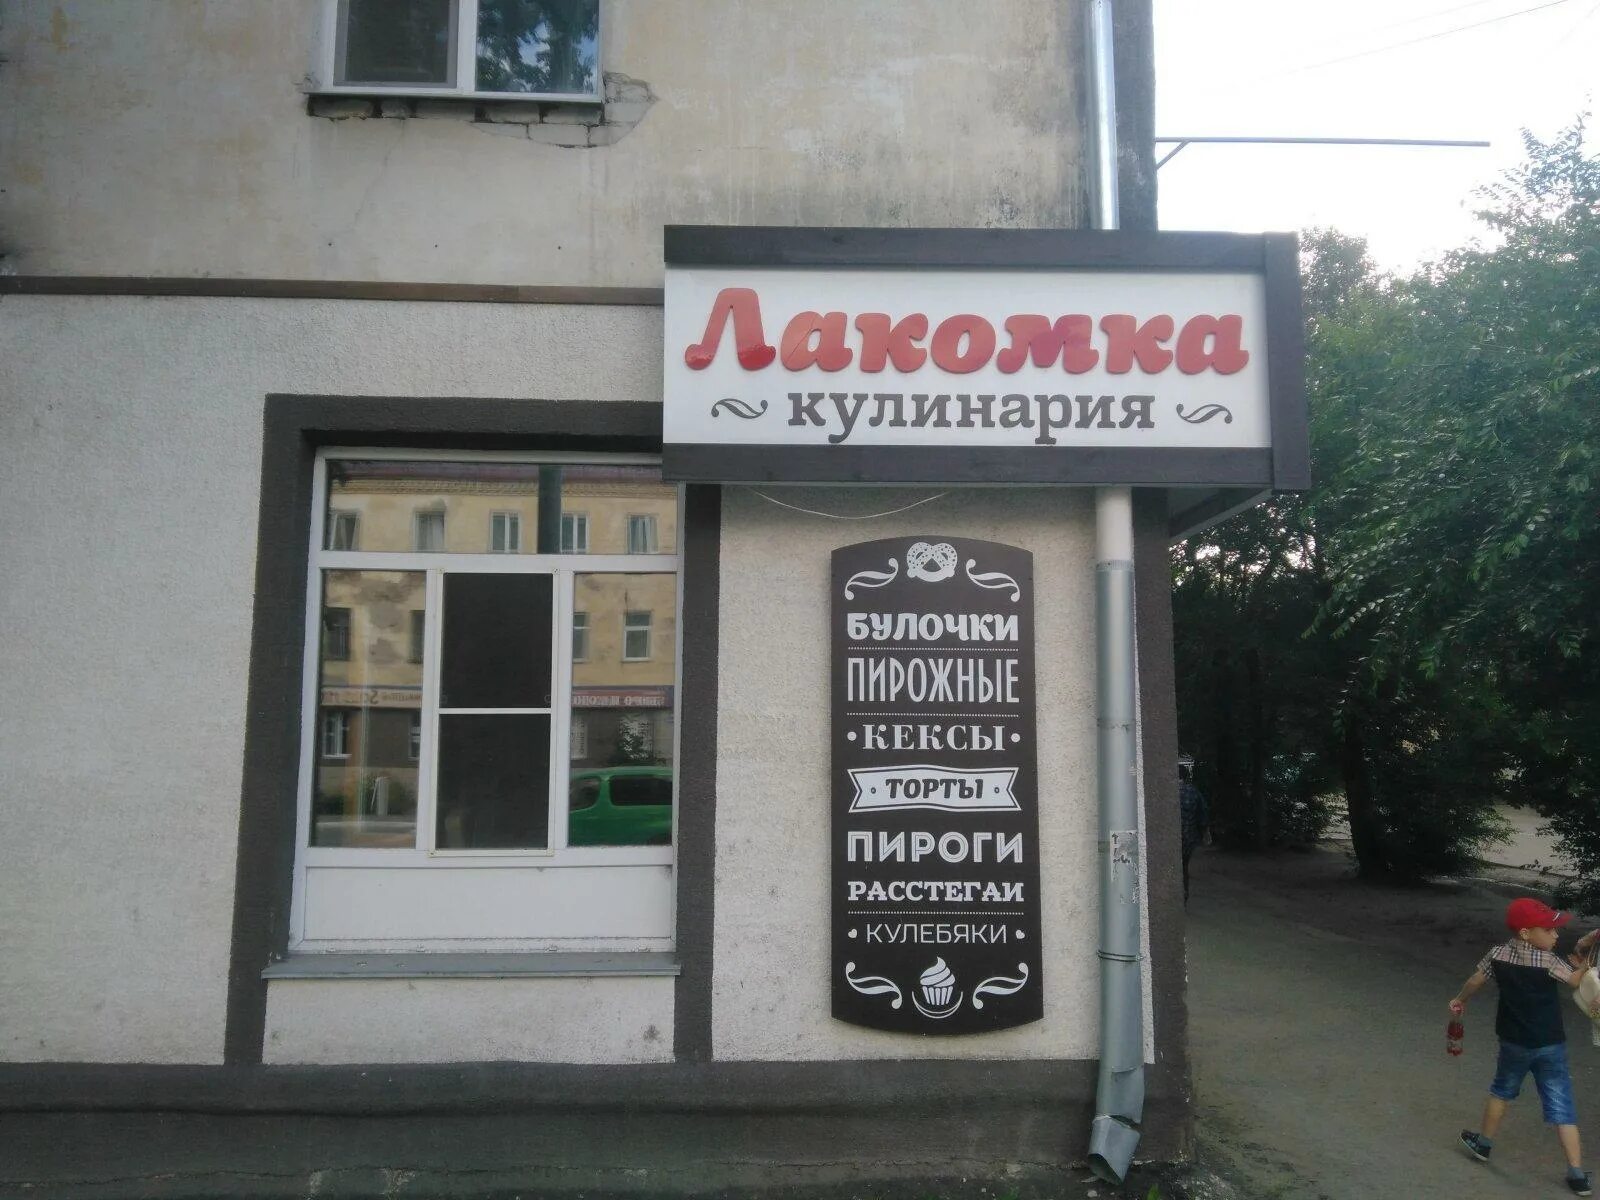 Лакомка
кулинария
БУЛОЧКИ
ПИРОЖНЫЕ
КЕКСЫ
ТОРТЫ
ПИРОГИ
РАССТЕГАИ
КУЛЕБЯКИ